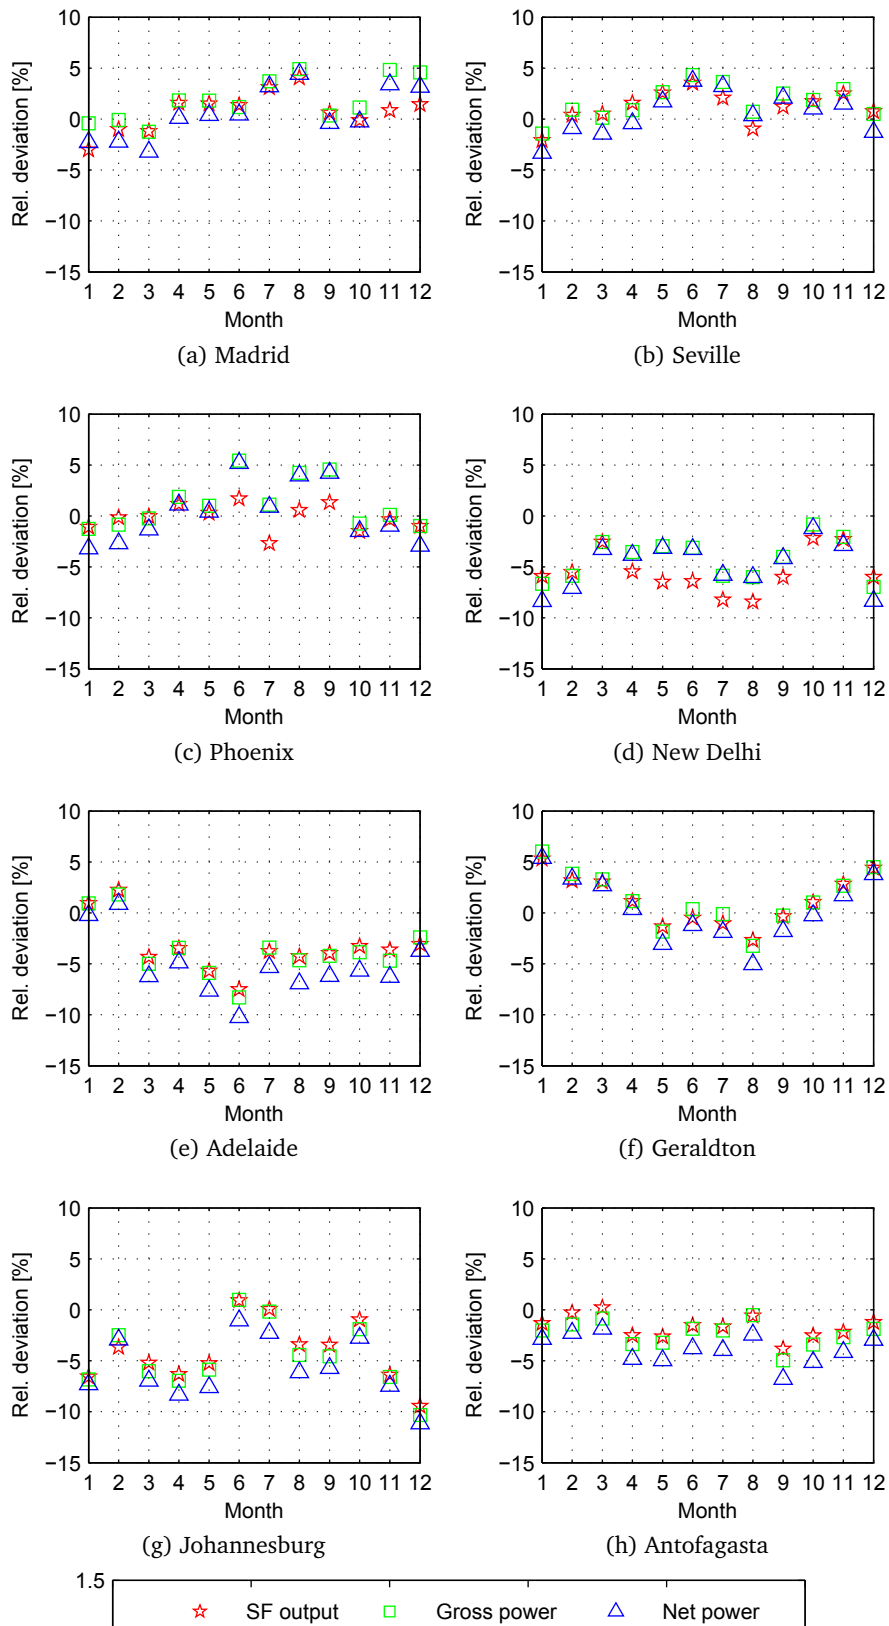 10
5
0
−5
−10
−15
Rel. deviation [%]
1 2 3 4 5 6 7 8 9 10 11 12
Month
(a) Madrid
10
5
0
−5
−10
−15
Rel. deviation [%]
1 2 3 4 5 6 7 8 9 10 11 12
Month
(b) Seville
10
5
0
−5
−10
−15
Rel. deviation [%]
1 2 3 4 5 6 7 8 9 10 11 12
Month
(c) Phoenix
10
5
0
−5
−10
−15
Rel. deviation [%]
1 2 3 4 5 6 7 8 9 10 11 12
Month
(d) New Delhi
10
5
0
−5
−10
−15
Rel. deviation [%]
1 2 3 4 5 6 7 8 9 10 11 12
Month
(e) Adelaide
10
5
0
−5
−10
−15
Rel. deviation [%]
1 2 3 4 5 6 7 8 9 10 11 12
Month
(f) Geraldton
10
5
0
−5
−10
−15
Rel. deviation [%]
1 2 3 4 5 6 7 8 9 10 11 12
Month
(g) Johannesburg
10
5
0
−5
−10
−15
Rel. deviation [%]
1 2 3 4 5 6 7 8 9 10 11 12
Month
(h) Antofagasta
1.5
SF output Gross power Net power